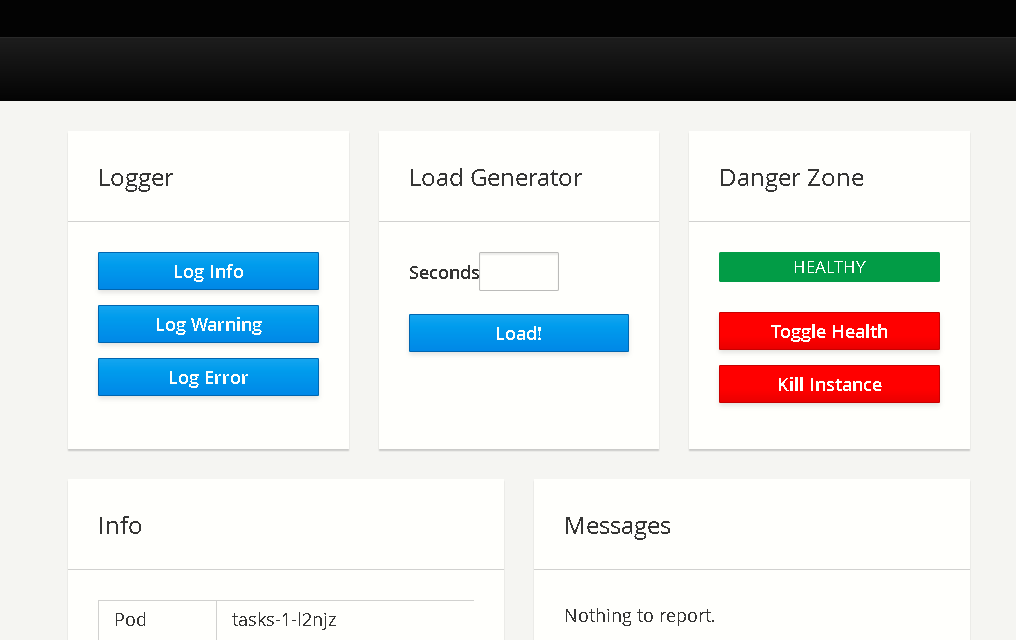 Logger
Log Info
Log Warning
Log Error
Load Generator
Seconds
Load!
Danger Zone
HEALTHY
Toggle Health
Kill Instance
Info
Pod tasks-1-l2njz
Messages
Nothing to report.